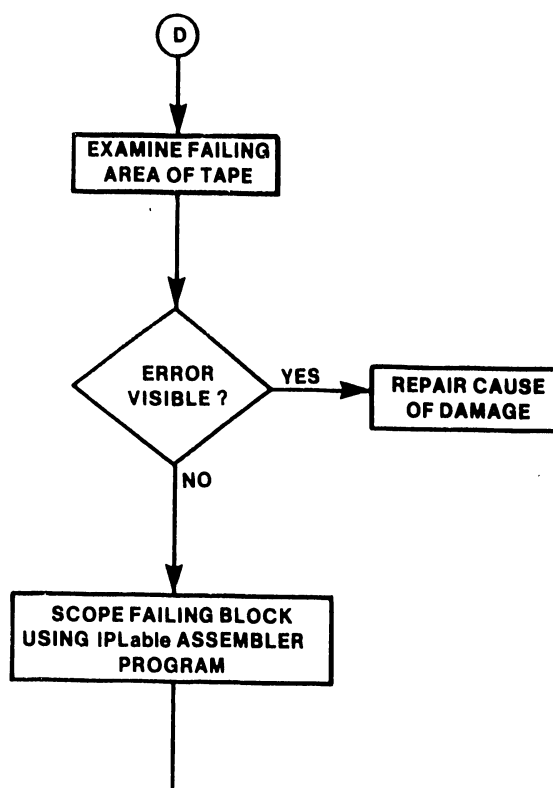 D
EXAMINE FAILING
AREA OF TAPE
ERROR
VISIBLE ?
YES
REPAIR CAUSE
OF DAMAGE
NO
SCOPE FAILING BLOCK
USING IPLable ASSEMBLER
PROGRAM